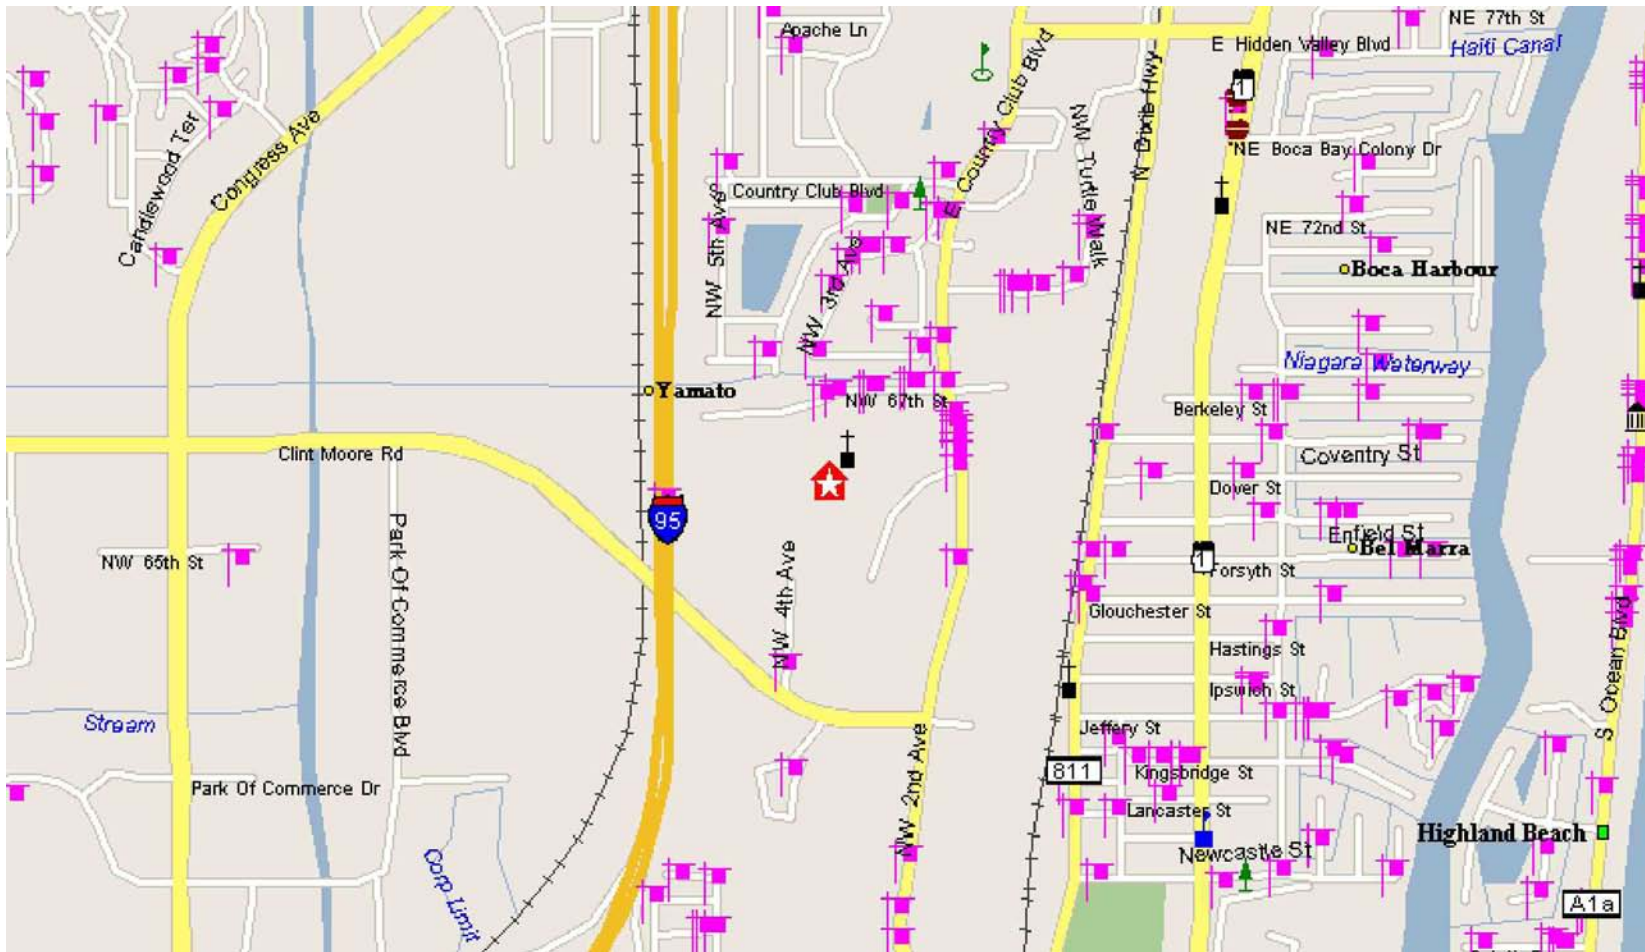 Apache Ln
NE 77th St
E Hidden Valley Blvd
Haiti Canal
1
E Country Club Blvd
N Dixie Hwy
NW Turtle Walk
Congress Ave
Candlewood Ter
NE Boca Bay Colony Dr
S Country Club Blvd
NW 5th Ave
NE 72nd St
NW 3rd Ave
Boca Harbour
Niagara Waterway
Yamato
NW 67th St
Berkeley St
Clint Moore Rd
Coventry St
Dover St
95
Enfield St
Bel Marra
NW 65th St
Park Of Commerce Blvd
NW 4th Ave
1
Forsyth St
Glouchester St
Hastings St
Ipswich St
S Ocean Blvd
Stream
Jeffery St
811
Kingsbridge St
Park Of Commerce Dr
NW 2nd Ave
Lancaster St
Highland Beach
Newcastle St
Corp Limit
A1a